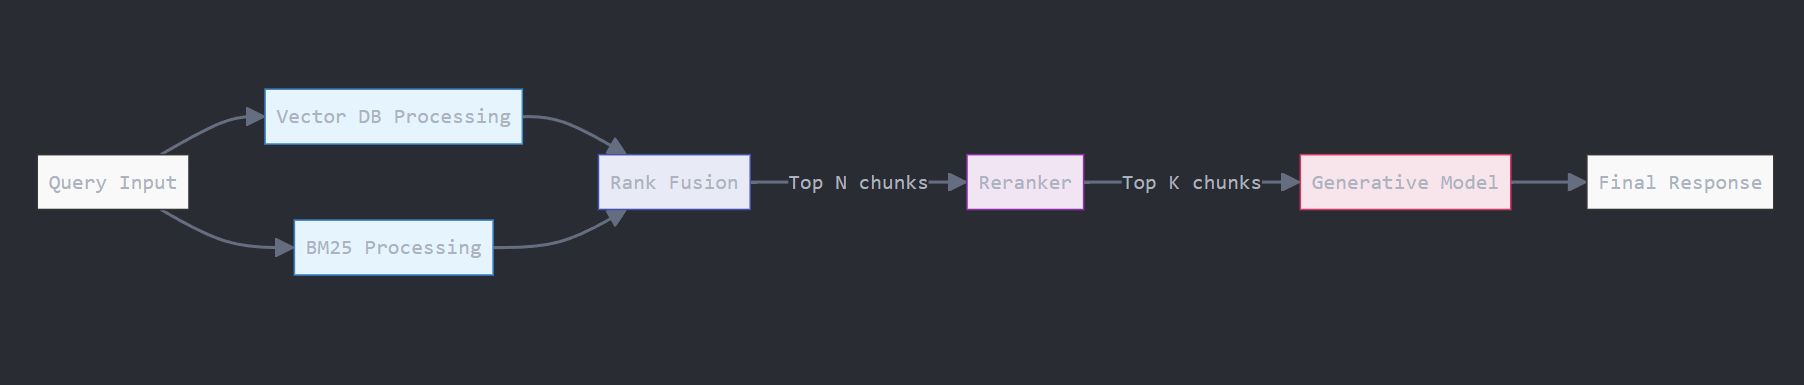 Query Input
Vector DB Processing
BM25 Processing
Rank Fusion
Top N chunks
Reranker
Top K chunks
Generative Model
Final Response